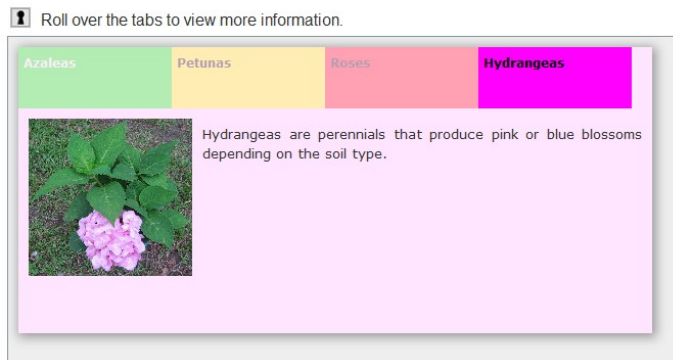 Roll over the tabs to view more information.
Azaleas Petunas Roses Hydrangeas
Hydrangeas are perennials that produce pink or blue blossoms
depending on the soil type.